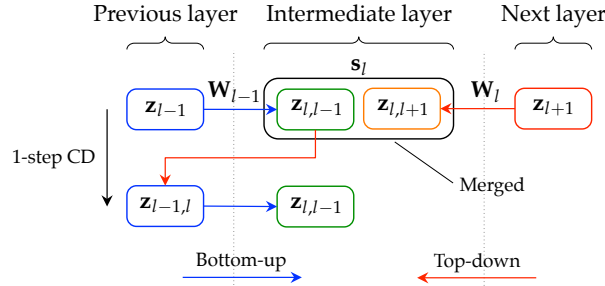 Previous layer Intermediate layer Next layer
s_l
W_{l−1} W_l
z_{l−1} z_{l,l−1} z_{l,l+1} z_{l+1}
1-step CD
Merged
z_{l−1,l} z_{l,l−1}
Bottom-up Top-down